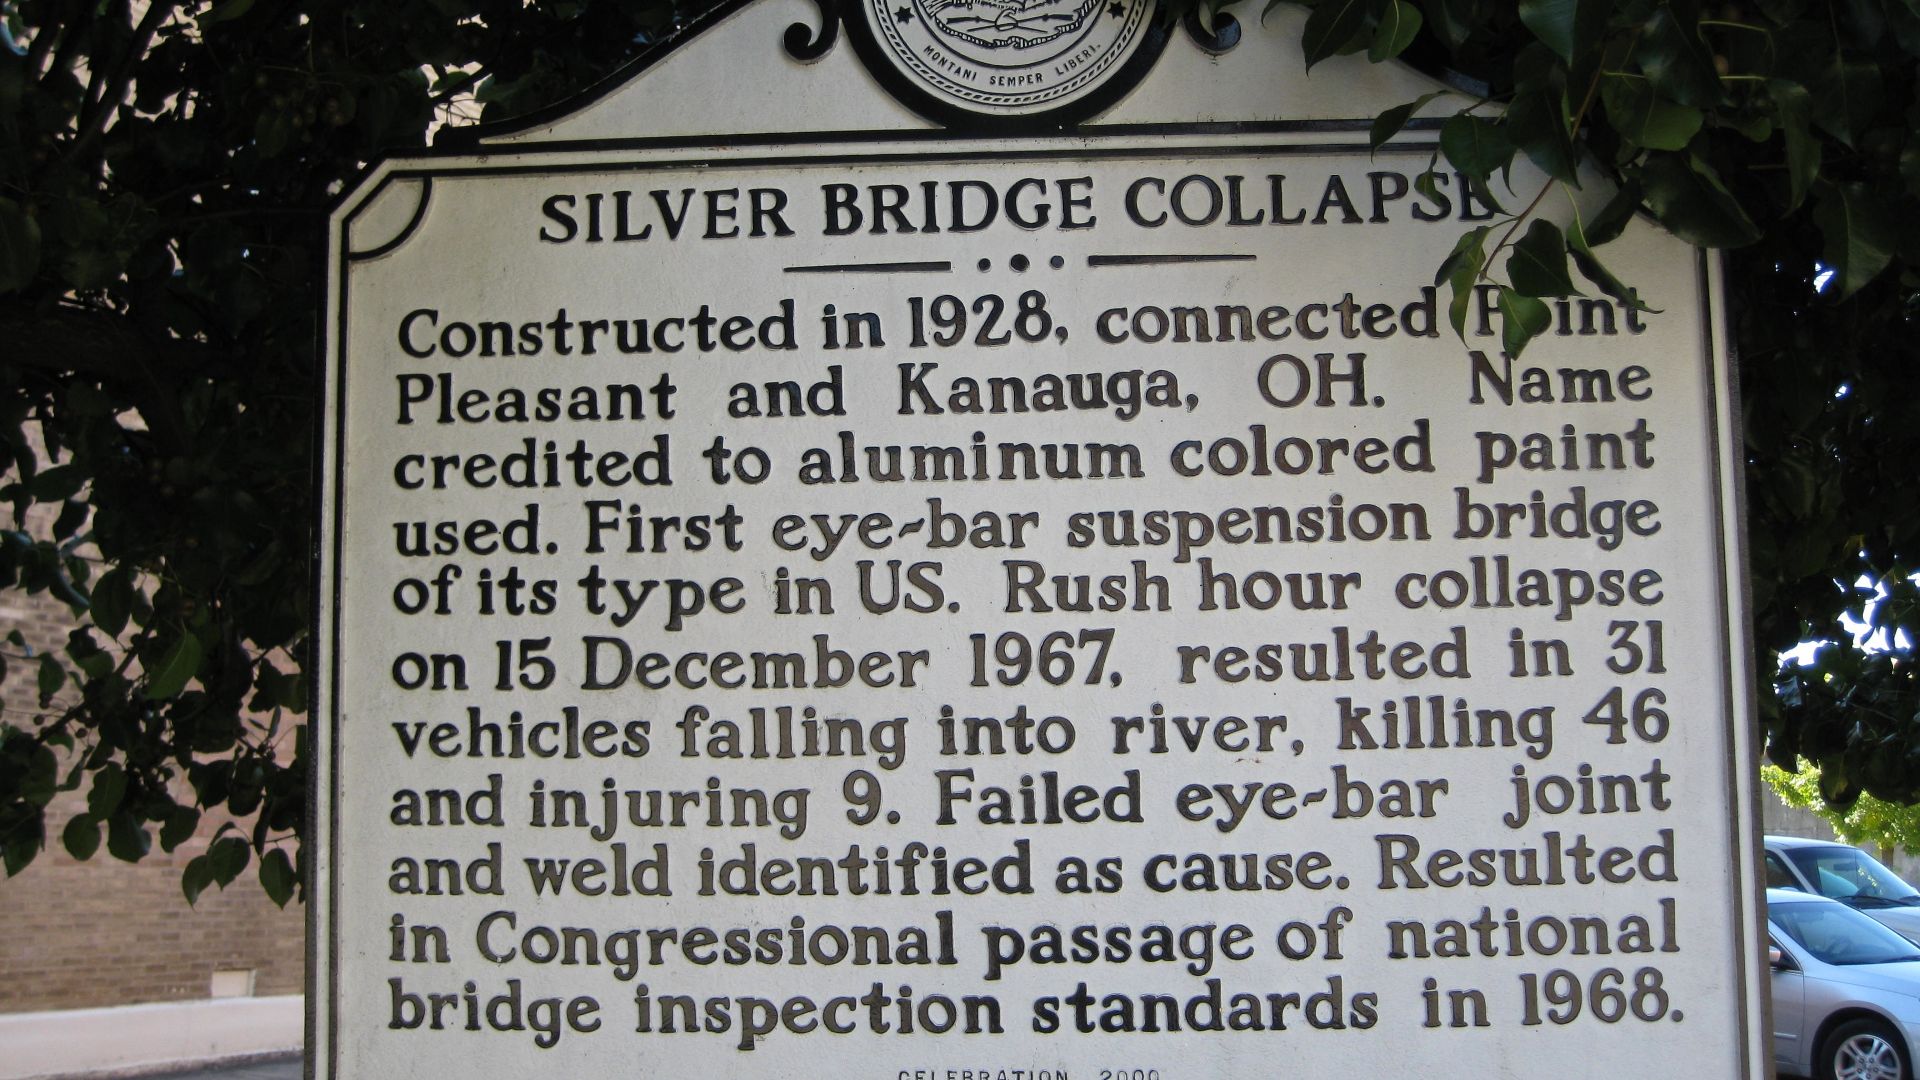 MONTANI SEMPER LIBERI.
SILVER BRIDGE COLLAPSE
Constructed in 1928, connected Point
Pleasant and Kanauga, OH. Name
credited to aluminum colored paint
used. First eye-bar suspension bridge
of its type in US. Rush hour collapse
on 15 December 1967, resulted in 31
vehicles falling into river, killing 46
and injuring 9. Failed eye-bar joint
and weld identified as cause. Resulted
in Congressional passage of national
bridge inspection standards in 1968.
CELEBRATION 2000